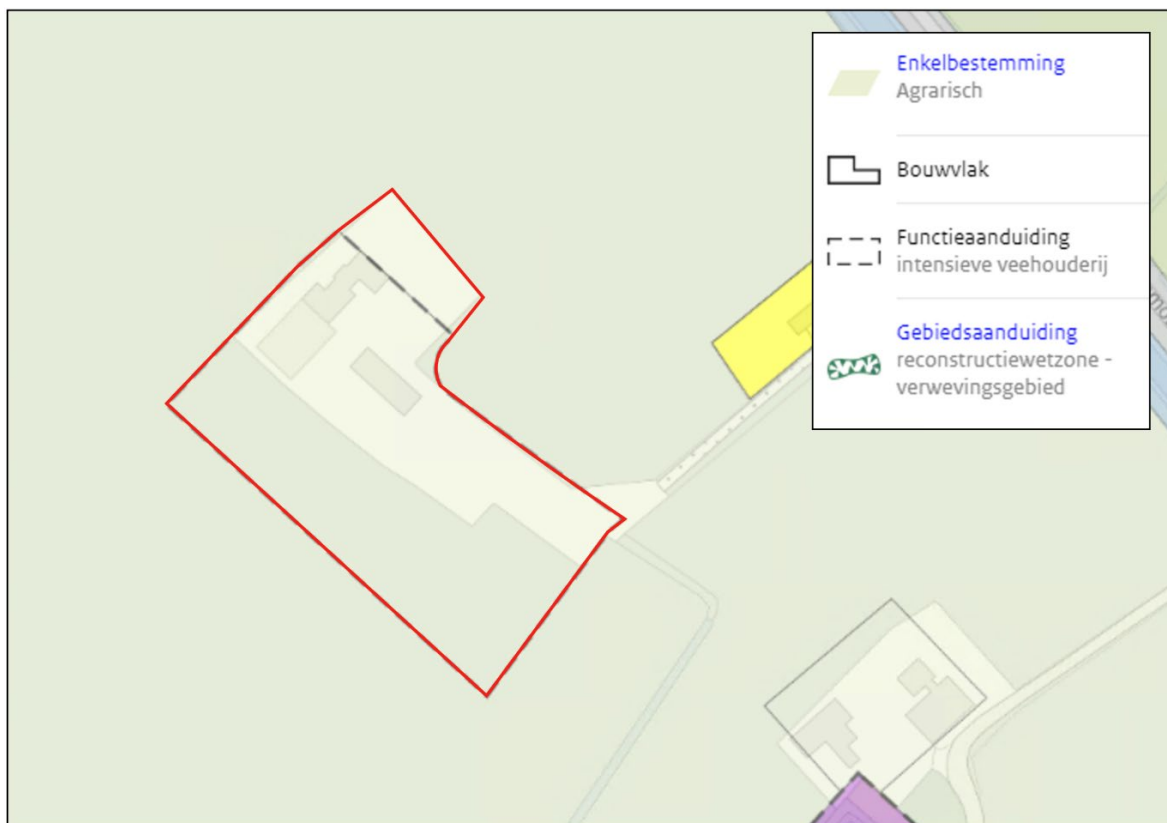 Enkelbestemming
Agrarisch
Bouwvlak
Functieaanduiding
intensieve veehouderij
Gebiedsaanduiding
reconstructiewetzone -
verwevingsgebied